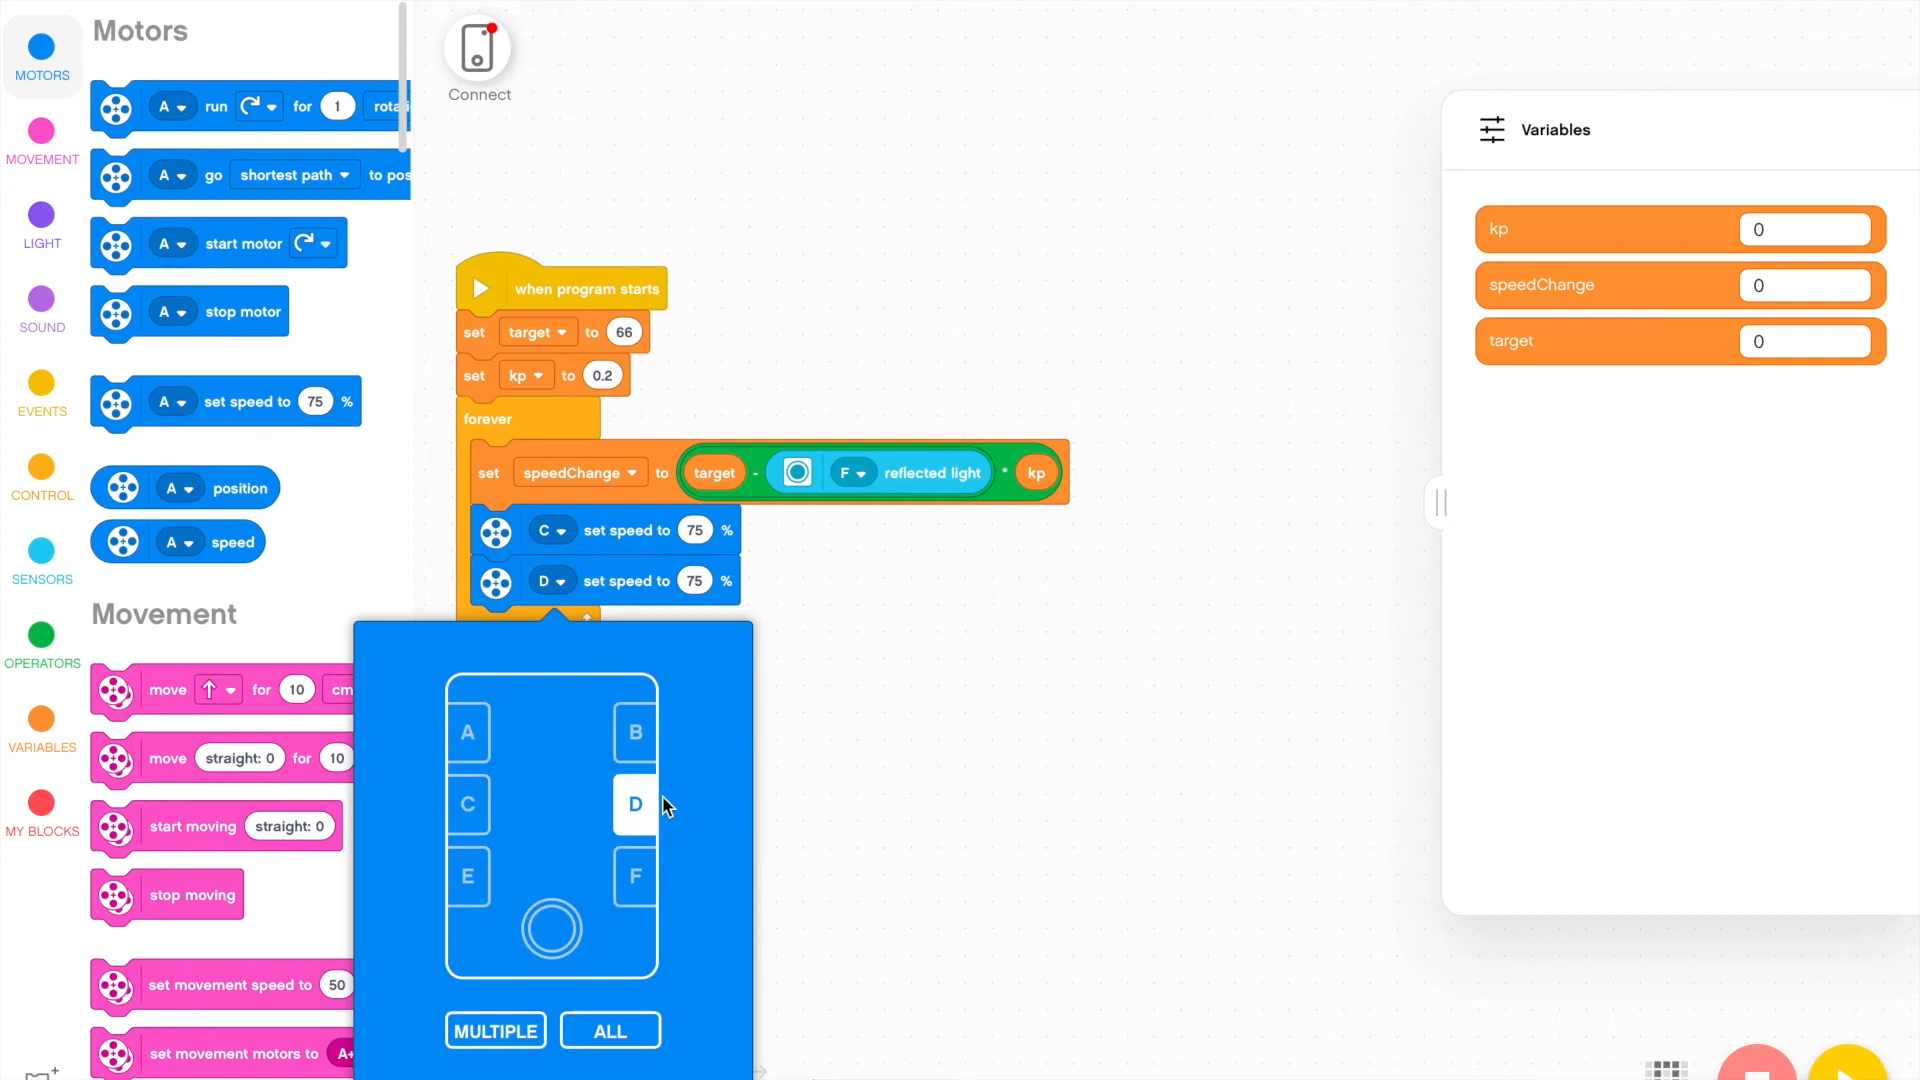 Motors
MOTORS
A run for 1 rota
A go shortest path to pos
MOVEMENT
A start motor
LIGHT
A stop motor
SOUND
A set speed to 75 %
EVENTS
A position
CONTROL
A speed
SENSORS
Movement
OPERATORS
move for 10 cm
VARIABLES
move straight: 0 for 10
MY BLOCKS
start moving straight: 0
stop moving
set movement speed to 50
set movement motors to A+
Connect
when program starts
set target to 66
set kp to 0.2
forever
set speedChange to target - F reflected light * kp
C set speed to 75 %
D set speed to 75 %
A B
C D
E F
MULTIPLE ALL
Variables
kp 0
speedChange 0
target 0